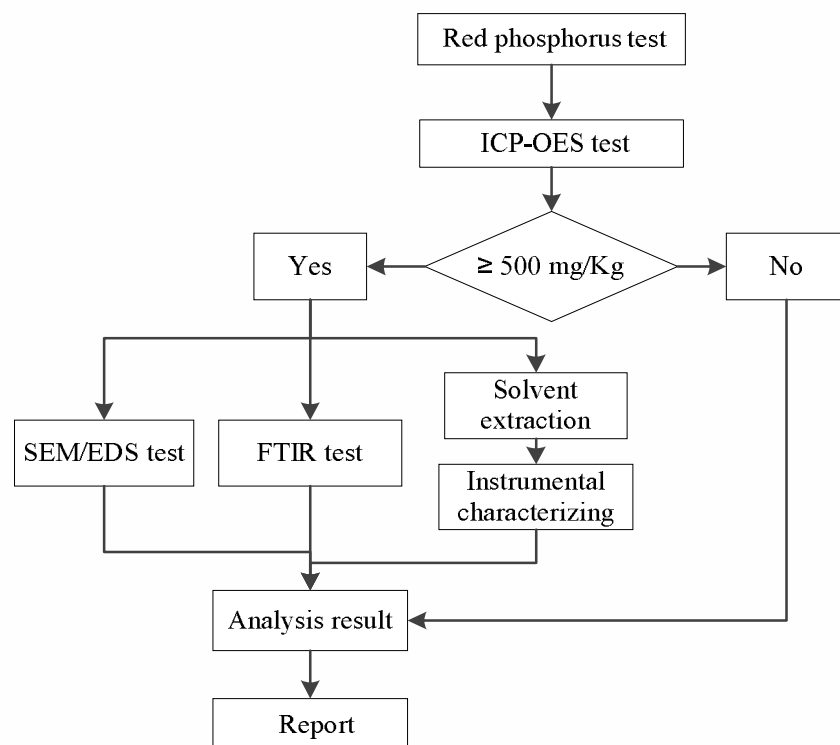 Red phosphorus test
ICP-OES test
Yes
≥ 500 mg/Kg
No
Solvent
extraction
SEM/EDS test
FTIR test
Instrumental
characterizing
Analysis result
Report